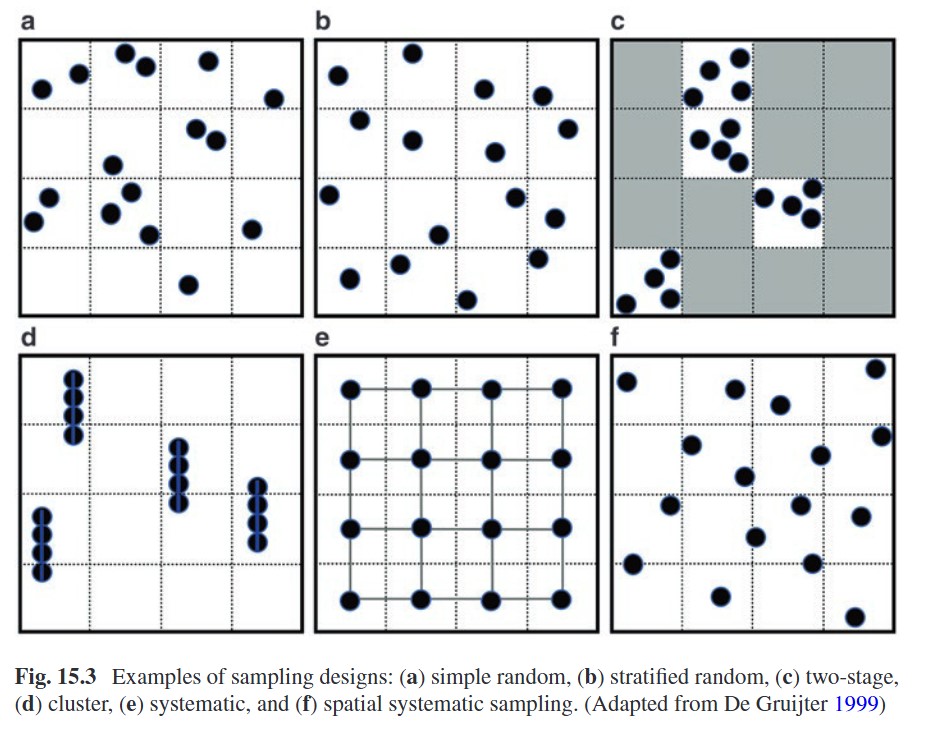 a b c
d e f
Fig. 15.3 Examples of sampling designs: (a) simple random, (b) stratified random, (c) two-stage,
(d) cluster, (e) systematic, and (f) spatial systematic sampling. (Adapted from De Gruijter 1999)